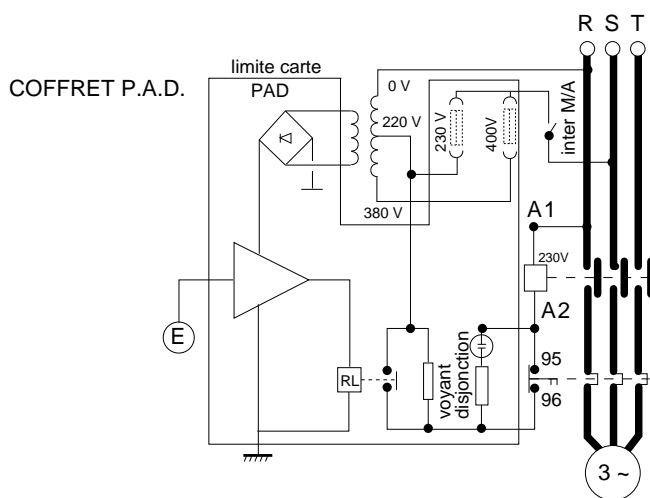 R S T
limite carte
PAD
COFFRET P.A.D.
0 V
220 V
380 V
230 V
400V
inter M/A
A1
230V
A2
E
RL
voyant
disjonction
95
96
3 ~